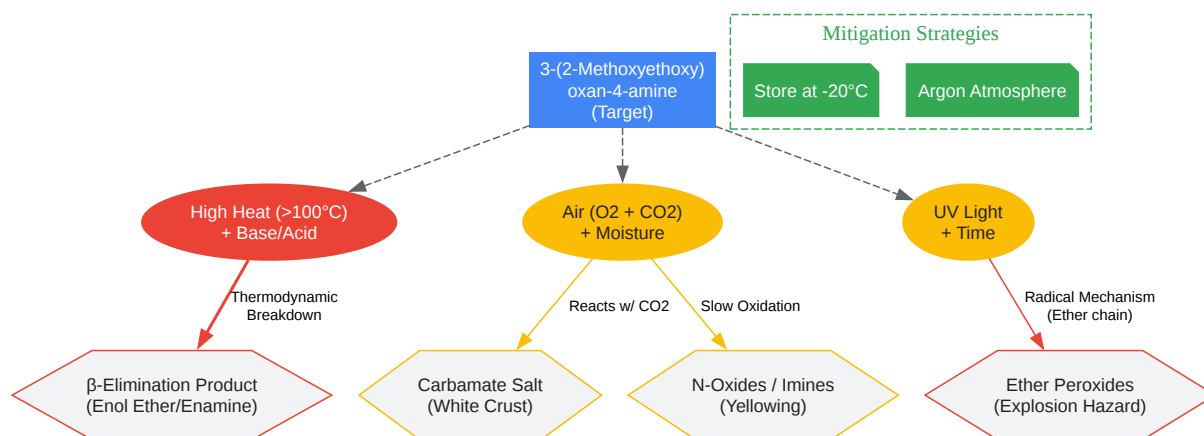 Mitigation Strategies
3-(2-Methoxyethoxy)
oxan-4-amine
(Target)
Store at -20°C
Argon Atmosphere
High Heat (>100°C)
+ Base/Acid
Air (O2 + CO2)
+ Moisture
UV Light
+ Time
Thermodynamic
Breakdown
Reacts w/ CO2
Slow Oxidation
Radical Mechanism
(Ether chain)
β-Elimination Product
(Enol Ether/Enamine)
Carbamate Salt
(White Crust)
N-Oxides / Imines
(Yellowing)
Ether Peroxides
(Explosion Hazard)